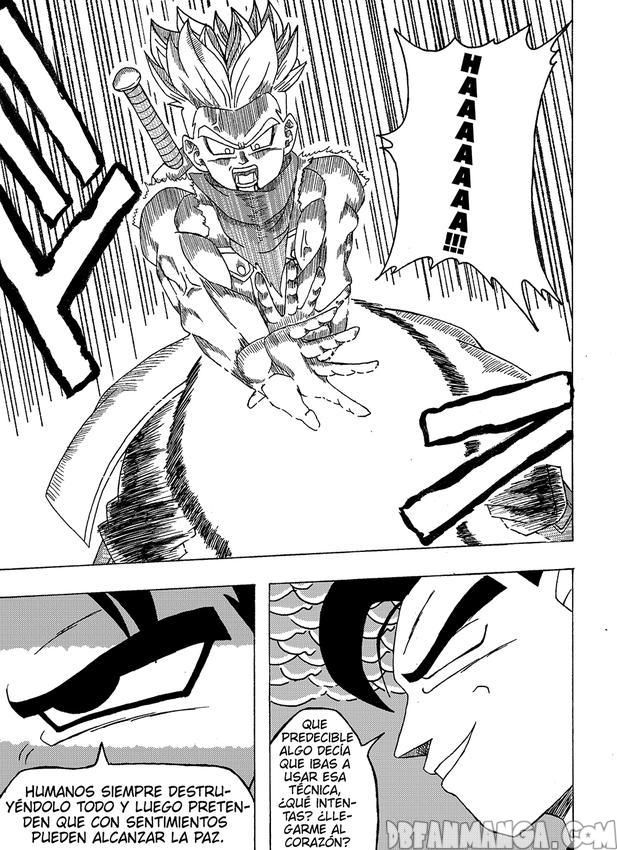 HAAAAAAAA!!!
QUE
PREDECIBLE
ALGO DECÍA
QUE IBAS A
USAR ESA
TÉCNICA,
¿QUÉ INTEN-
TAS? ¿LLE-
GARME AL
CORAZÓN?
HUMANOS SIEMPRE DESTRU-
YÉNDOLO TODO Y LUEGO PRETEN-
DEN QUE CON SENTIMIENTOS
PUEDEN ALCANZAR LA PAZ.
DBFANMANGA.COM